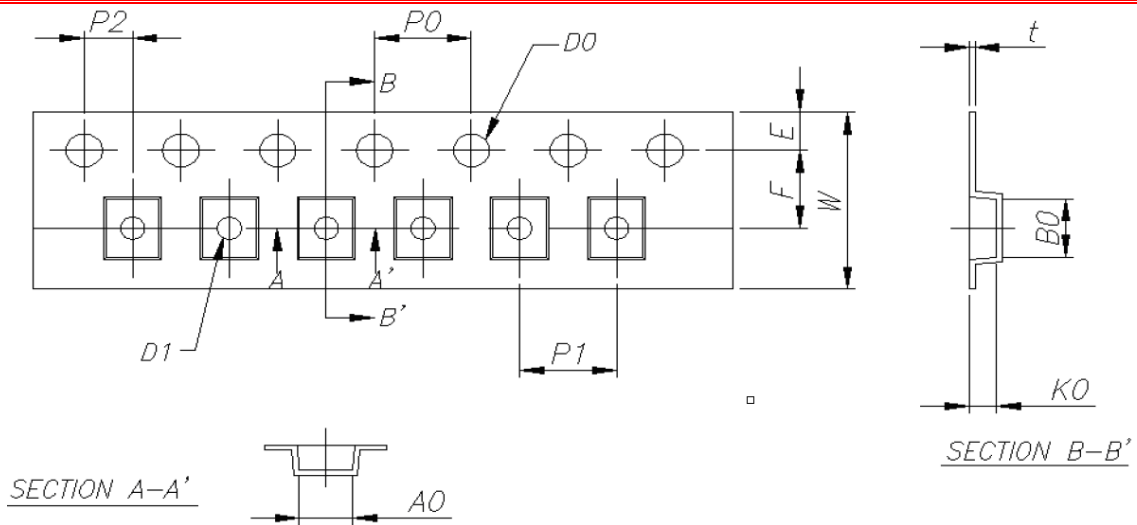 P2
P0
D0
t
B
E
F
W
B0
A
A'
B'
D1
P1
K0
SECTION B-B'
SECTION A-A'
A0